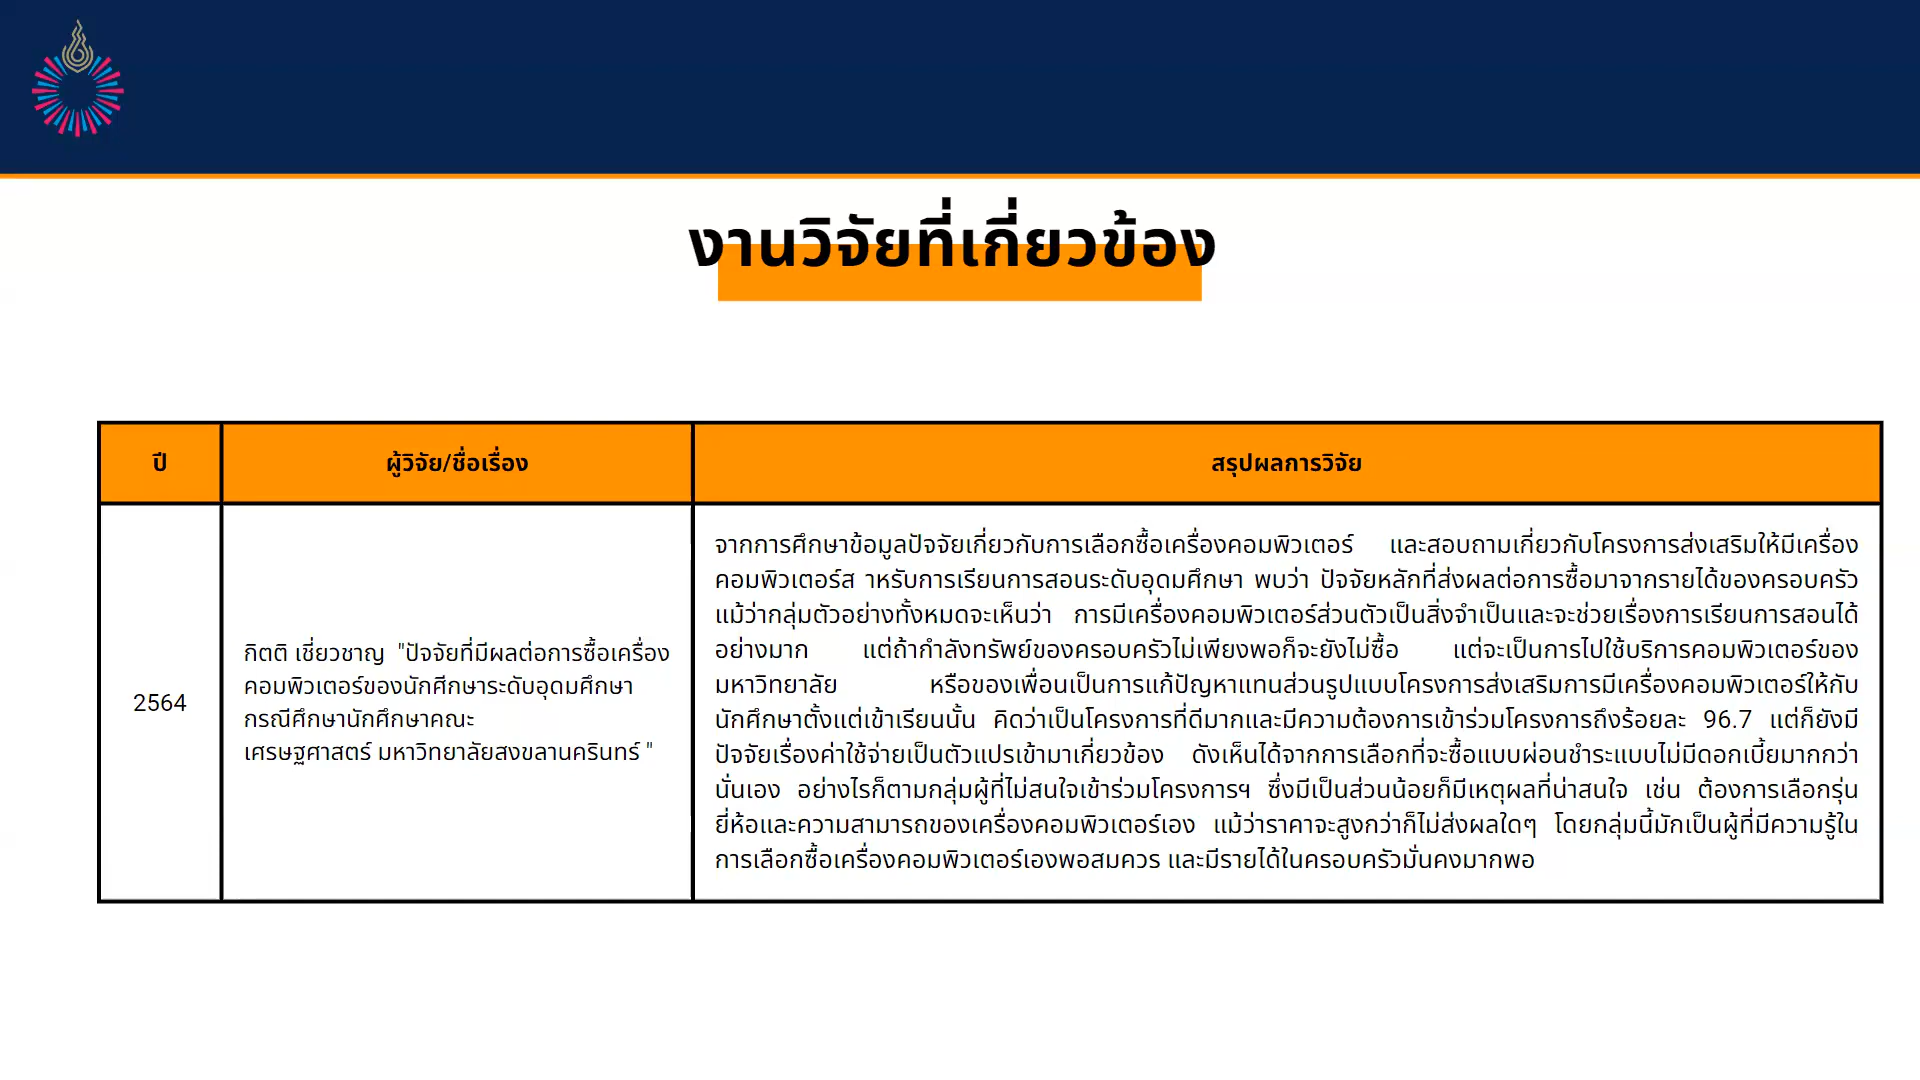 งานวิจัยที่เกี่ยวข้อง
ปี
ผู้วิจัย/ชื่อเรื่อง
สรุปผลการวิจัย
2564
กิตติ เชี่ยวชาญ "ปัจจัยที่มีผลต่อการซื้อเครื่อง
คอมพิวเตอร์ของนักศึกษาระดับอุดมศึกษา
กรณีศึกษานักศึกษาคณะ
เศรษฐศาสตร์ มหาวิทยาลัยสงขลานครินทร์ "
จากการศึกษาข้อมูลปัจจัยเกี่ยวกับการเลือกซื้อเครื่องคอมพิวเตอร์ และสอบถามเกี่ยวกับโครงการส่งเสริมให้มีเครื่อง
คอมพิวเตอร์ส าหรับการเรียนการสอนระดับอุดมศึกษา พบว่า ปัจจัยหลักที่ส่งผลต่อการซื้อมาจากรายได้ของครอบครัว
แม้ว่ากลุ่มตัวอย่างทั้งหมดจะเห็นว่า การมีเครื่องคอมพิวเตอร์ส่วนตัวเป็นสิ่งจำเป็นและจะช่วยเรื่องการเรียนการสอนได้
อย่างมาก แต่ถ้ากำลังทรัพย์ของครอบครัวไม่เพียงพอก็จะยังไม่ซื้อ แต่จะเป็นการไปใช้บริการคอมพิวเตอร์ของ
มหาวิทยาลัย หรือของเพื่อนเป็นการแก้ปัญหาแทนส่วนรูปแบบโครงการส่งเสริมการมีเครื่องคอมพิวเตอร์ให้กับ
นักศึกษาตั้งแต่เข้าเรียนนั้น คิดว่าเป็นโครงการที่ดีมากและมีความต้องการเข้าร่วมโครงการถึงร้อยละ 96.7 แต่ก็ยังมี
ปัจจัยเรื่องค่าใช้จ่ายเป็นตัวแปรเข้ามาเกี่ยวข้อง ดังเห็นได้จากการเลือกที่จะซื้อแบบผ่อนชำระแบบไม่มีดอกเบี้ยมากกว่า
นั่นเอง อย่างไรก็ตามกลุ่มผู้ที่ไม่สนใจเข้าร่วมโครงการฯ ซึ่งมีเป็นส่วนน้อยก็มีเหตุผลที่น่าสนใจ เช่น ต้องการเลือกรุ่น
ยี่ห้อและความสามารถของเครื่องคอมพิวเตอร์เอง แม้ว่าราคาจะสูงกว่าก็ไม่ส่งผลใดๆ โดยกลุ่มนี้มักเป็นผู้ที่มีความรู้ใน
การเลือกซื้อเครื่องคอมพิวเตอร์เองพอสมควร และมีรายได้ในครอบครัวมั่นคงมากพอ